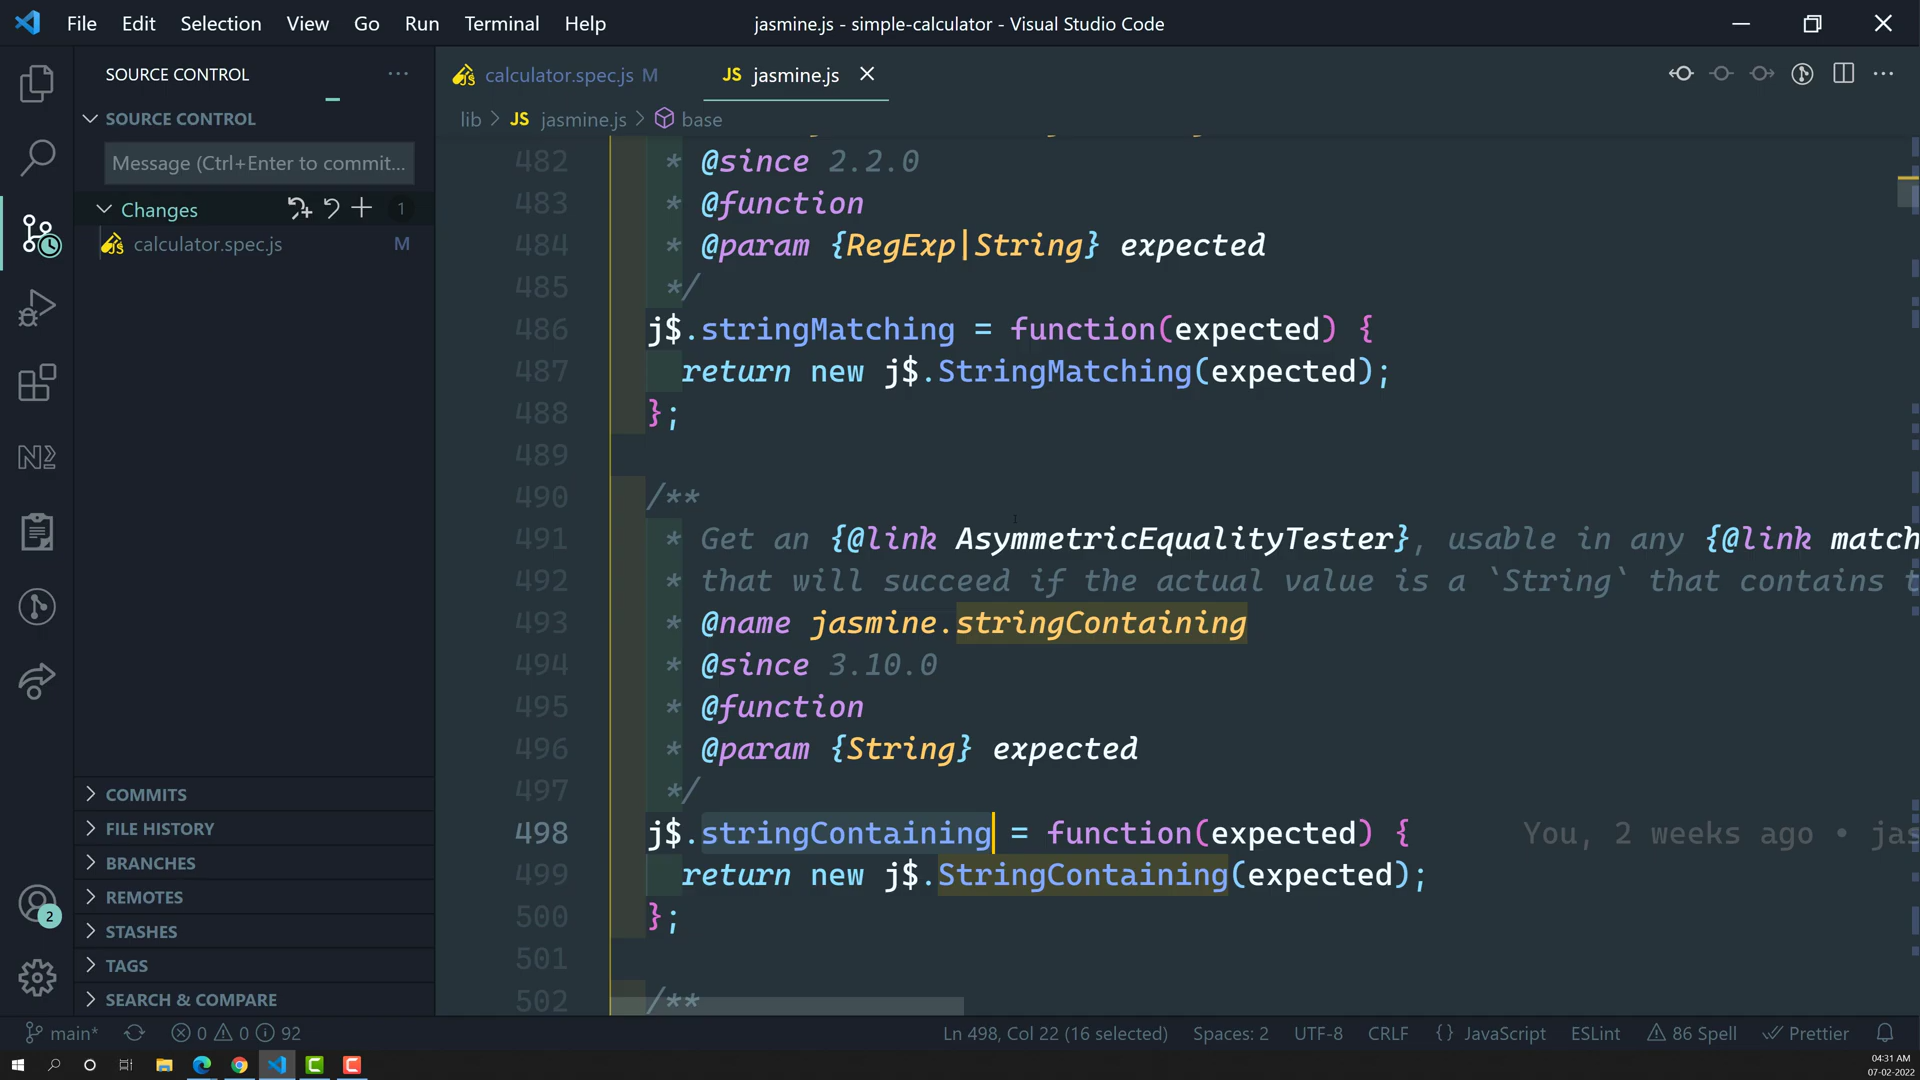 File Edit Selection View Go Run Terminal Help
jasmine.js - simple-calculator - Visual Studio Code
SOURCE CONTROL
SOURCE CONTROL
Message (Ctrl+Enter to commit...
Changes 1
calculator.spec.js M
COMMITS
FILE HISTORY
BRANCHES
REMOTES
STASHES
TAGS
SEARCH & COMPARE
2
calculator.spec.js M
JS jasmine.js
lib > JS jasmine.js > base
482 * @since 2.2.0
483 * @function
484 * @param {RegExp|String} expected
485 */
486 j$.stringMatching = function(expected) {
487 return new j$.StringMatching(expected);
488 };
489
490 /**
491 * Get an {@link AsymmetricEqualityTester}, usable in any {@link match
492 * that will succeed if the actual value is a `String` that contains t
493 * @name jasmine.stringContaining
494 * @since 3.10.0
495 * @function
496 * @param {String} expected
497 */
498 j$.stringContaining = function(expected) { You, 2 weeks ago • jas
499 return new j$.StringContaining(expected);
500 };
501
502 /**
main* 0 0 92
Ln 498, Col 22 (16 selected) Spaces: 2 UTF-8 CRLF {} JavaScript ESLint 86 Spell Prettier
04:31 AM
07-02-2022